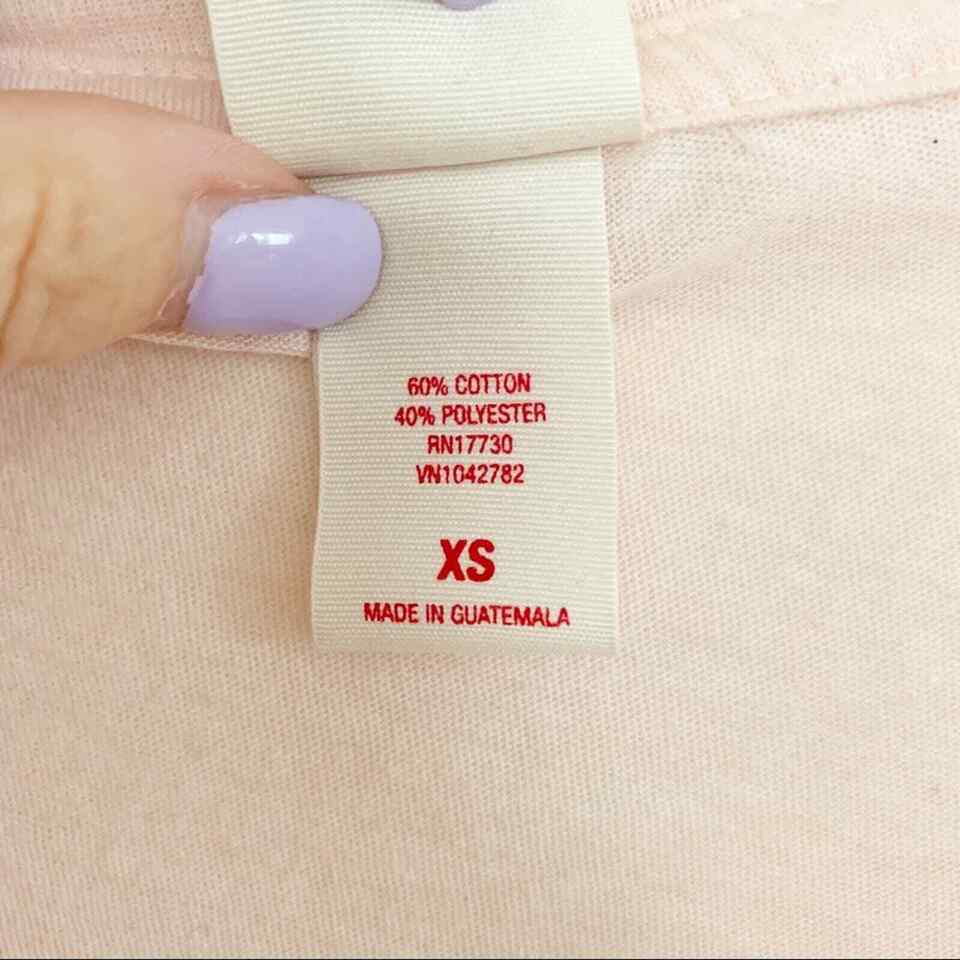 60% COTTON
40% POLYESTER
RN17730
VN1042782
XS
MADE IN GUATEMALA